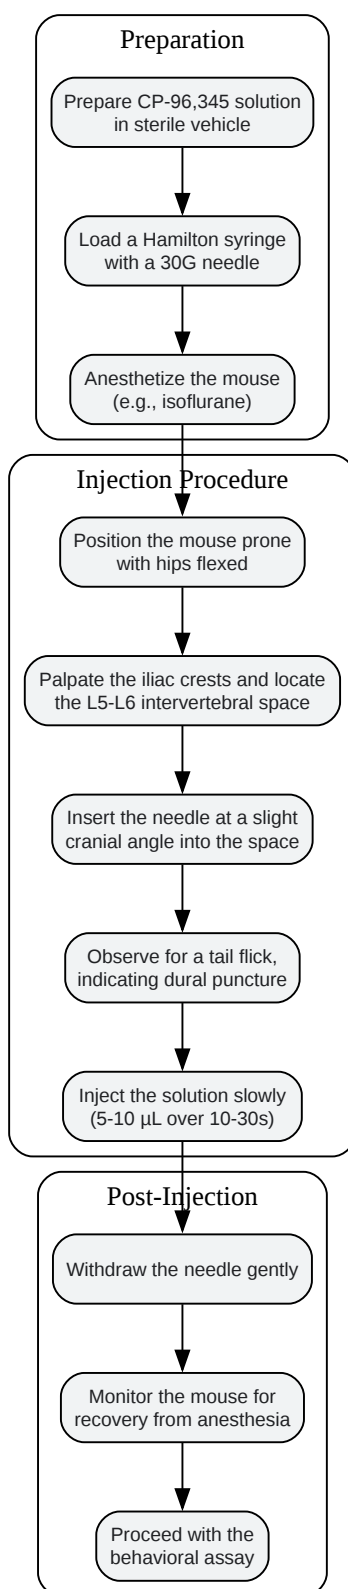 Preparation
Prepare CP-96,345 solution
in sterile vehicle
Load a Hamilton syringe
with a 30G needle
Anesthetize the mouse
(e.g., isoflurane)
Injection Procedure
Position the mouse prone
with hips flexed
Palpate the iliac crests and locate
the L5-L6 intervertebral space
Insert the needle at a slight
cranial angle into the space
Observe for a tail flick,
indicating dural puncture
Inject the solution slowly
(5-10 µL over 10-30s)
Post-Injection
Withdraw the needle gently
Monitor the mouse for
recovery from anesthesia
Proceed with the
behavioral assay